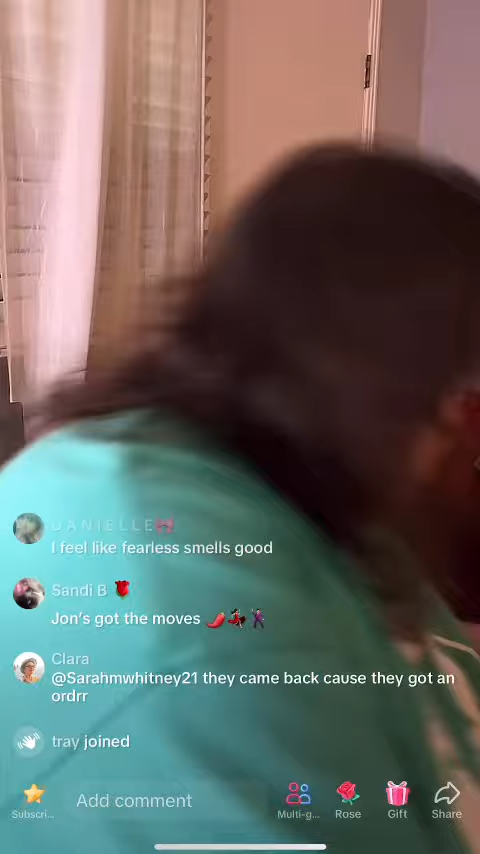 DANIELLE🎀
I feel like fearless smells good
Sandi B 🌹
Jon's got the moves 🌶️💃🕺
Clara
@Sarahmwhitney21 they came back cause they got an
ordrr
tray joined
Subscri... Add comment Multi-g... Rose Gift Share